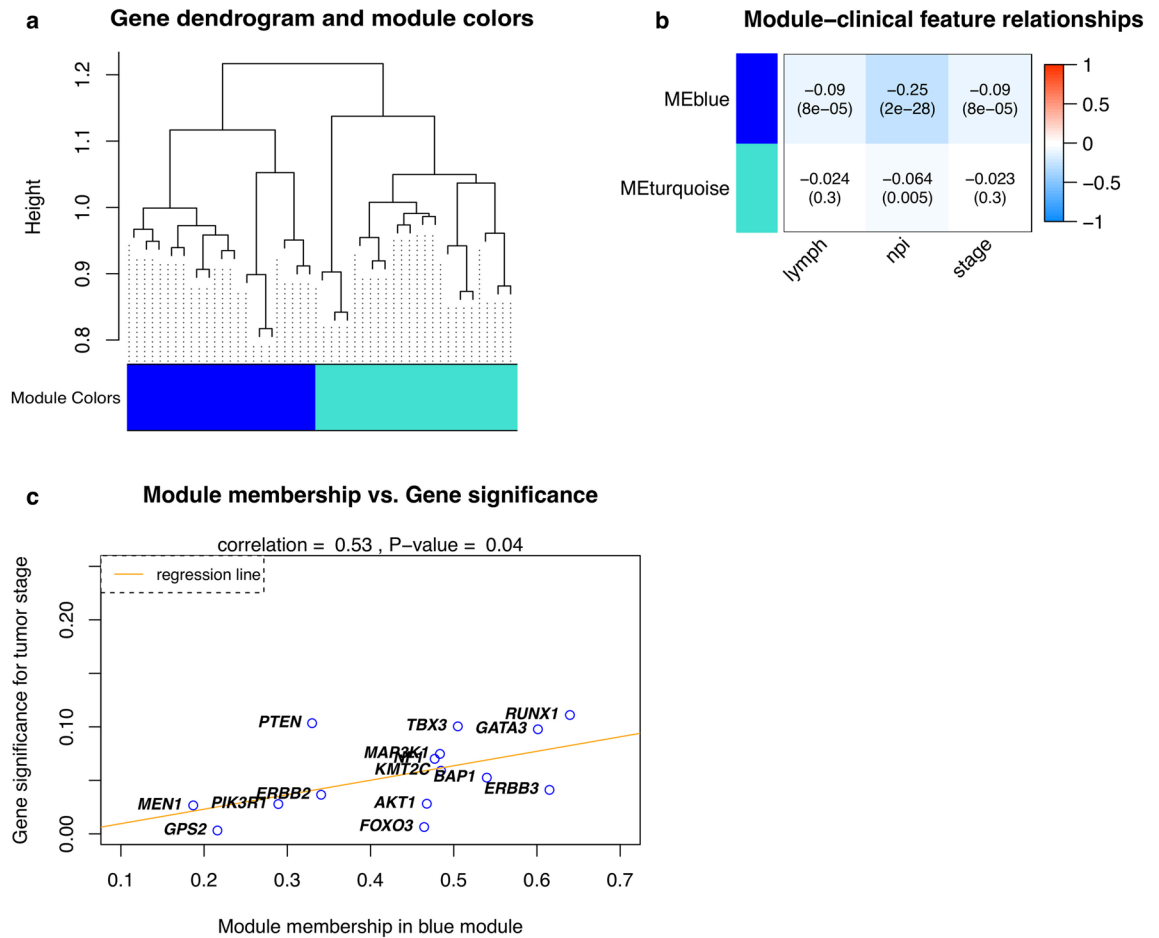 a
Gene dendrogram and module colors
Height
1.2
1.1
1.0
0.9
0.8
Module Colors
b
Module−clinical feature relationships
MEblue
MEturquoise
−0.09
(8e−05)
−0.25
(2e−28)
−0.09
(8e−05)
−0.024
(0.3)
−0.064
(0.005)
−0.023
(0.3)
lymph
npi
stage
1
0.5
0
−0.5
−1
c
Module membership vs. Gene significance
correlation = 0.53 , P−value = 0.04
regression line
Gene significance for tumor stage
0.20
0.10
0.00
PTEN
TBX3
RUNX1
GATA3
MAP3K1
NF1
KMT2C
BAP1
ERBB3
ERBB2
MEN1
PIK3R1
AKT1
GPS2
FOXO3
0.1
0.2
0.3
0.4
0.5
0.6
0.7
Module membership in blue module